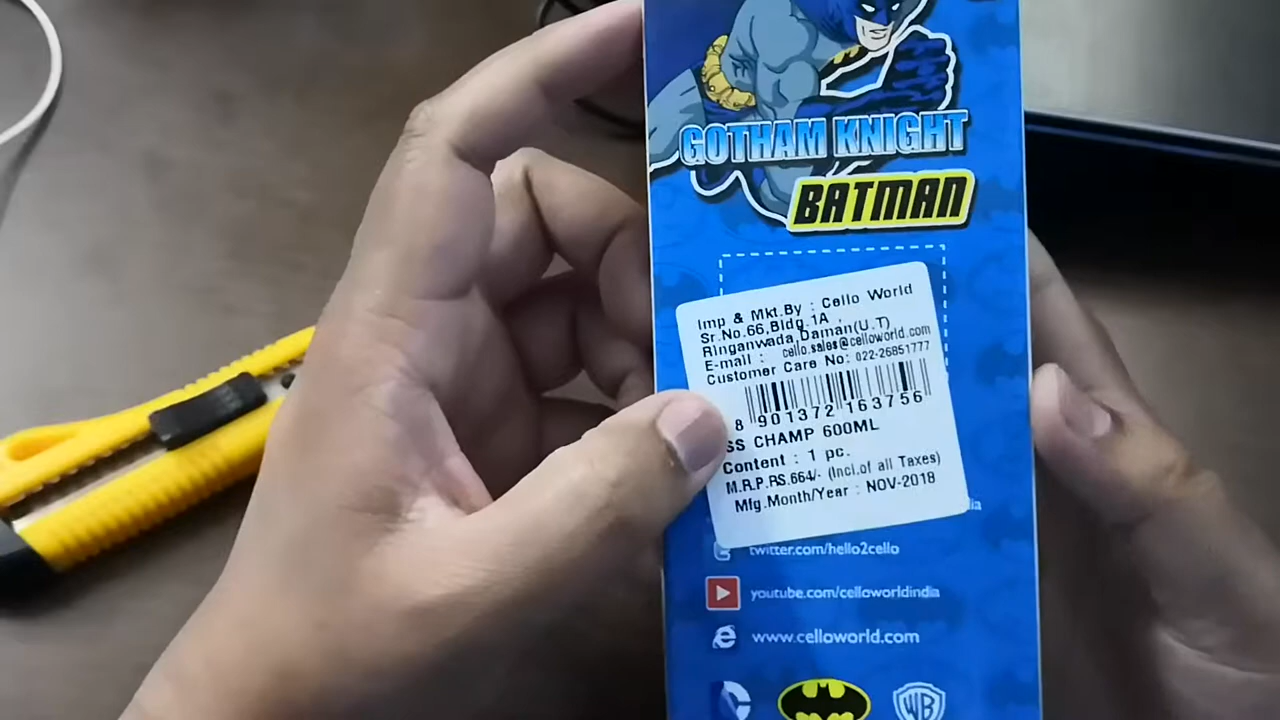 GOTHAM KNIGHT
BATMAN
Imp & Mkt.By : Cello World
Sr.No.66,Bldg.1A ,
Ringanwada,Daman(U.T)
E-mail : cello.sales@celloworld.com
Customer Care No: 022-26851777
8 901372 163756
SS CHAMP 600ML
Content : 1 pc.
M.R.P.RS.664/- (Incl.of all Taxes)
Mfg.Month/Year : NOV-2018
twitter.com/hello2cello
youtube.com/celloworldindia
www.celloworld.com
WB